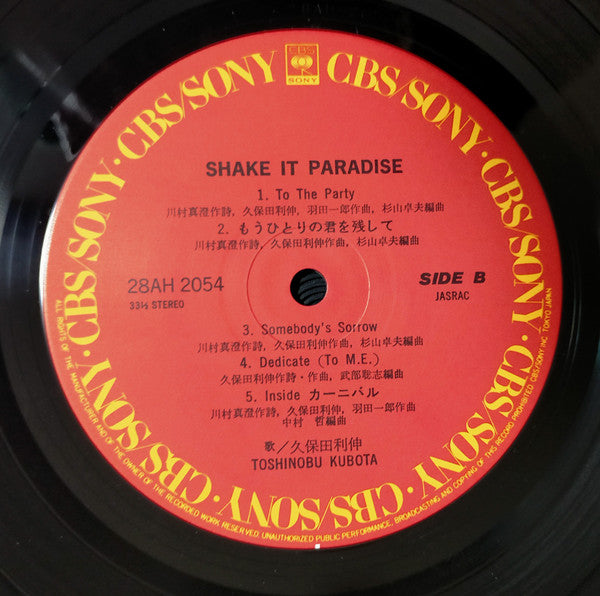 CBS/SONY · CBS/SONY · CBS/SONY · CBS/SONY · CBS/SONY · CBS/SONY
CBS
SONY
SHAKE IT PARADISE
1. To The Party
川村真澄作詩, 久保田利伸, 羽田一郎作曲, 杉山卓夫編曲
2. もうひとりの君を残して
川村真澄作詩/久保田利伸作曲, 杉山卓夫編曲
28AH 2054
33⅓ STEREO
SIDE B
JASRAC
3. Somebody's Sorrow
川村真澄作詩, 久保田利伸作曲, 杉山卓夫編曲
4. Dedicate (To M.E.)
久保田利伸作詩・作曲, 武部聡志編曲
5. Inside カーニバル
川村真澄作詩, 久保田利伸, 羽田一郎作曲
中村 哲編曲
歌/久保田利伸
TOSHINOBU KUBOTA
ALL RIGHTS OF THE MANUFACTURER AND OF THE OWNER OF THE RECORDED WORK RESERVED. UNAUTHORIZED PUBLIC PERFORMANCE, BROADCASTING AND COPYING OF THIS RECORD PROHIBITED CBS/SONY INC. TOKYO JAPAN